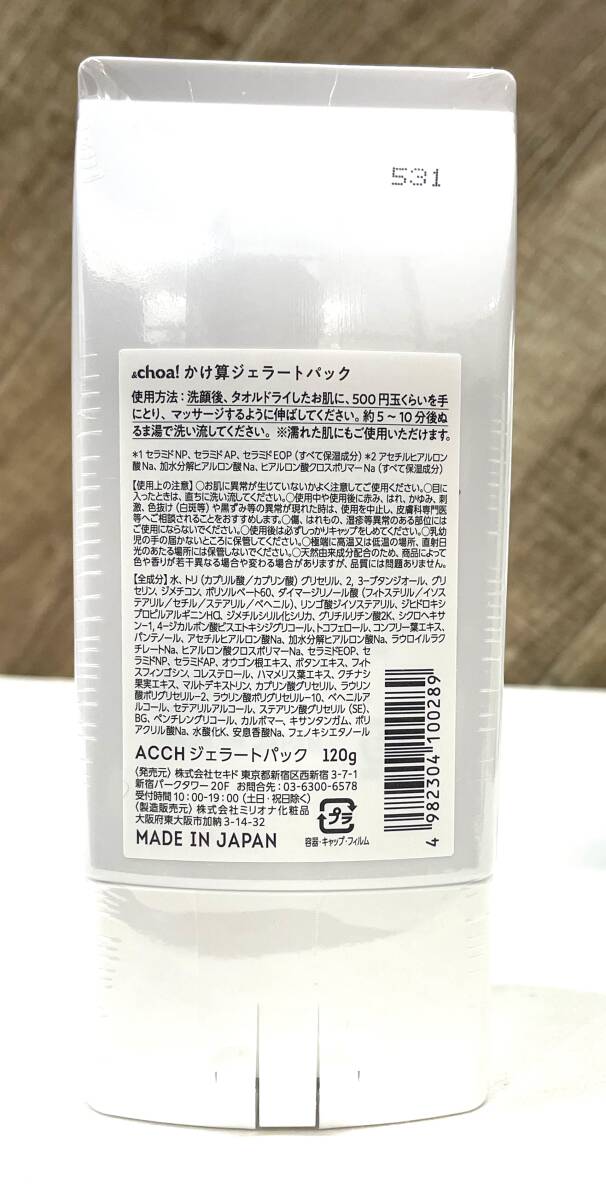 531
&choa! かけ算ジェラートパック
使用方法：洗顔後、タオルドライしたお肌に、500円玉くらいを手
にとり、マッサージするように伸ばしてください。約5～10分後ぬ
るま湯で洗い流してください。※濡れた肌にもご使用いただけます。
*1 セラミドNP、セラミドAP、セラミドEOP（すべて保湿成分）*2 アセチルヒアルロン
酸Na、加水分解ヒアルロン酸Na、ヒアルロン酸クロスポリマーNa（すべて保湿成分）
【使用上の注意】〇お肌に異常が生じていないかよく注意してご使用ください。〇目に
入ったときは、直ちに洗い流してください。〇使用中や使用後に赤み、はれ、かゆみ、刺
激、色抜け（白斑等）や黒ずみ等の異常が現れた時は、使用を中止し、皮膚科専門医
等へご相談されることをおすすめします。〇傷、はれもの、湿疹等異常のある部位には
ご使用にならないでください。〇使用後は必ずしっかりキャップをしめてください。〇乳幼
児の手の届かないところに保管してください。〇極端に高温又は低温の場所、直射日
光のあたる場所には保管しないでください。〇天然由来成分配合のため、商品によって
色や香りが若干異なる場合や変わる場合がありますが、品質には問題ありません。
【全成分】水、トリ（カプリル酸/カプリン酸）グリセリル、2，3-ブタンジオール、グリ
セリン、ジメチコン、ポリソルベート60、ダイマージリノール酸（フィトステリル/イソ
ステアリル/セチル/ステアリル/ベヘニル）、リンゴ酸ジイソステアリル、ジヒドロキシ
プロピルアルギニンHCl、ジメチルシリル化シリカ、グリチルリチン酸2K、シクロヘキサ
ン-1，4-ジカルボン酸ビスエトキシジグリコール、トコフェロール、コンフリー葉エキス、
パンテノール、アセチルヒアルロン酸Na、加水分解ヒアルロン酸Na、ラウロイルラク
チレートNa、ヒアルロン酸クロスポリマーNa、セラミドEOP、セ
ラミドNP、セラミドAP、オウゴン根エキス、ボタンエキス、フィト
スフィンゴシン、コレステロール、ハマメリス葉エキス、クチナシ
果実エキス、マルトデキストリン、カプリン酸グリセリル、ラウリン
酸ポリグリセリル-2、ラウリン酸ポリグリセリル-10、ベヘニルア
ルコール、セテアリルアルコール、ステアリン酸グリセリル（SE）、
BG、ペンチレングリコール、カルボマー、キサンタンガム、ポリ
アクリル酸Na、水酸化K、安息香酸Na、フェノキシエタノール
ACCH ジェラートパック 120g
〈発売元〉株式会社セキド 東京都新宿区西新宿3-7-1
新宿パークタワー20F お問合先：03-6300-6578
受付時間10：00-19：00（土日・祝日除く）
〈製造販売元〉株式会社ミリオナ化粧品
大阪府東大阪市加納3-14-32
MADE IN JAPAN
プラ
容器・キャップ・フィルム
4 982304 100289